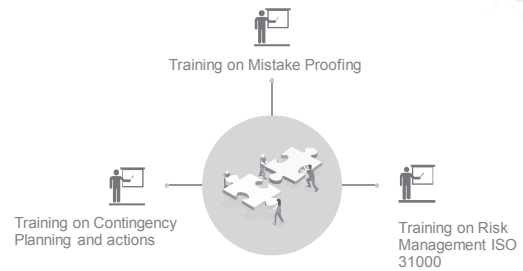 Training on Mistake Proofing
Training on Contingency
Planning and actions
Training on Risk
Management ISO
31000